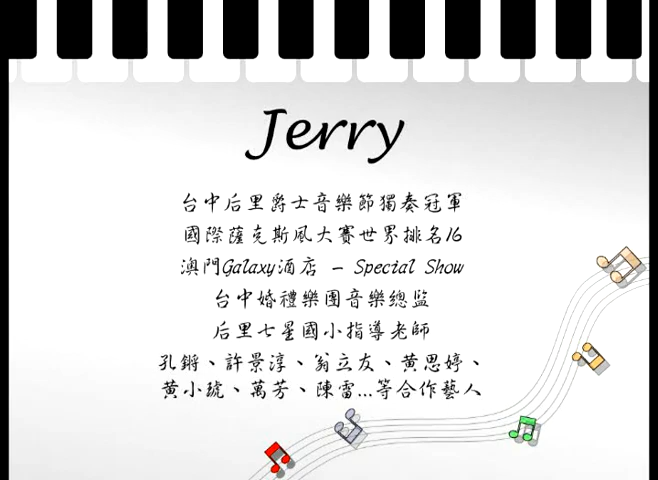 Jerry
台中后里爵士音樂節獨奏冠軍
國際薩克斯風大賽世界排名16
澳門Galaxy酒店 - Special Show
台中婚禮樂團音樂總監
后里七星國小指導老師
孔鏘、許景淳、翁立友、黃思婷、
黃小琥、萬芳、陳雷...等合作藝人